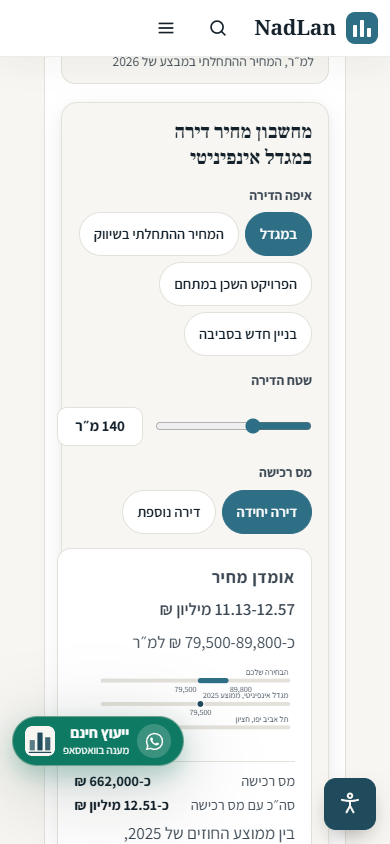 NadLan
למ״ר, המחיר ההתחלתי במבצע של 2026
מחשבון מחיר דירה
במגדל אינפיניטי
איפה הדירה
במגדל
המחיר ההתחלתי בשיווק
הפרויקט השכן במתחם
בניין חדש בסביבה
שטח הדירה
140 מ״ר
מס רכישה
דירה יחידה
דירה נוספת
אומדן מחיר
11.13-12.57 מיליון ₪
כ-79,500-89,800 ₪ למ״ר
הבחירה שלכם
79,500
89,800
מגדל אינפיניטי, ממוצע 2025
79,500
תל אביב יפו, חציון
ייעוץ חינם
מענה בוואטסאפ
מס רכישה
כ-662,000 ₪
סה״כ עם מס רכישה
כ-12.51 מיליון ₪
בין ממוצע החוזים של 2025,